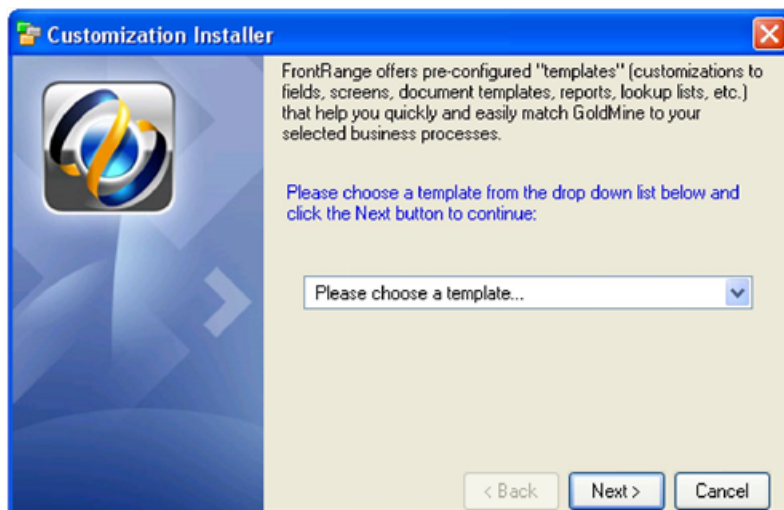 Customization Installer
FrontRange offers pre-configured "templates" (customizations to
fields, screens, document templates, reports, lookup lists, etc.)
that help you quickly and easily match GoldMine to your
selected business processes.
Please choose a template from the drop down list below and
click the Next button to continue:
Please choose a template...
< Back
Next >
Cancel